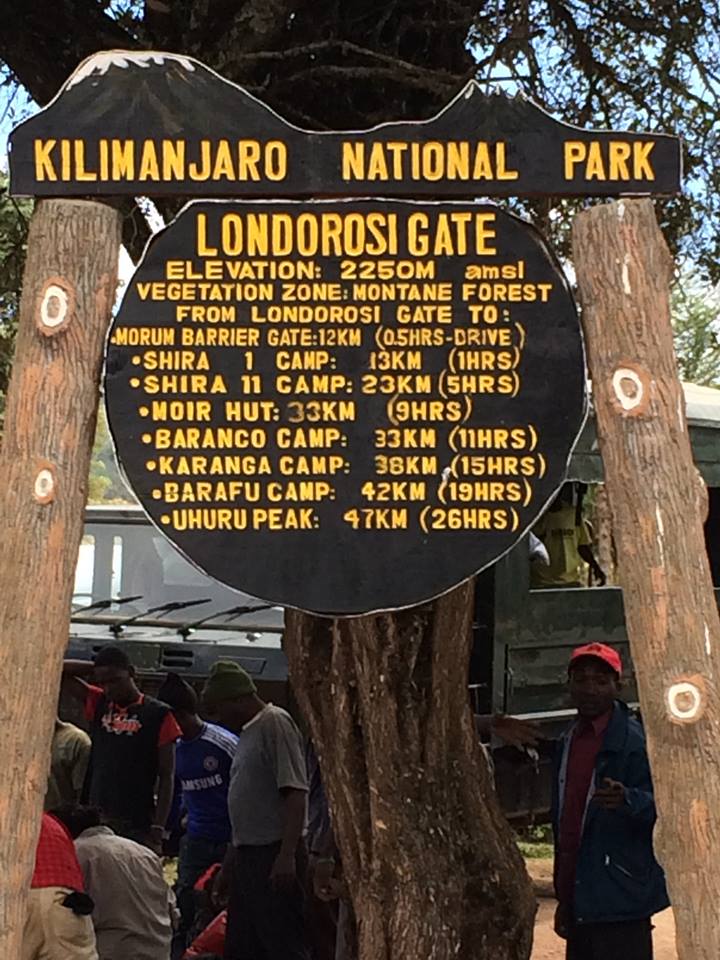 KILIMANJARO NATIONAL PARK
LONDOROSI GATE
ELEVATION: 2250M amsl
VEGETATION ZONE: MONTANE FOREST
FROM LONDOROSI GATE TO:
•MORUM BARRIER GATE:12KM (0.5HRS-DRIVE)
•SHIRA 1 CAMP: 13KM (1HRS)
•SHIRA 11 CAMP: 23KM (5HRS)
•MOIR HUT: 33KM (9HRS)
•BARANCO CAMP: 33KM (11HRS)
•KARANGA CAMP: 38KM (15HRS)
•BARAFU CAMP: 42KM (19HRS)
•UHURU PEAK: 47KM (26HRS)
SAMSUNG